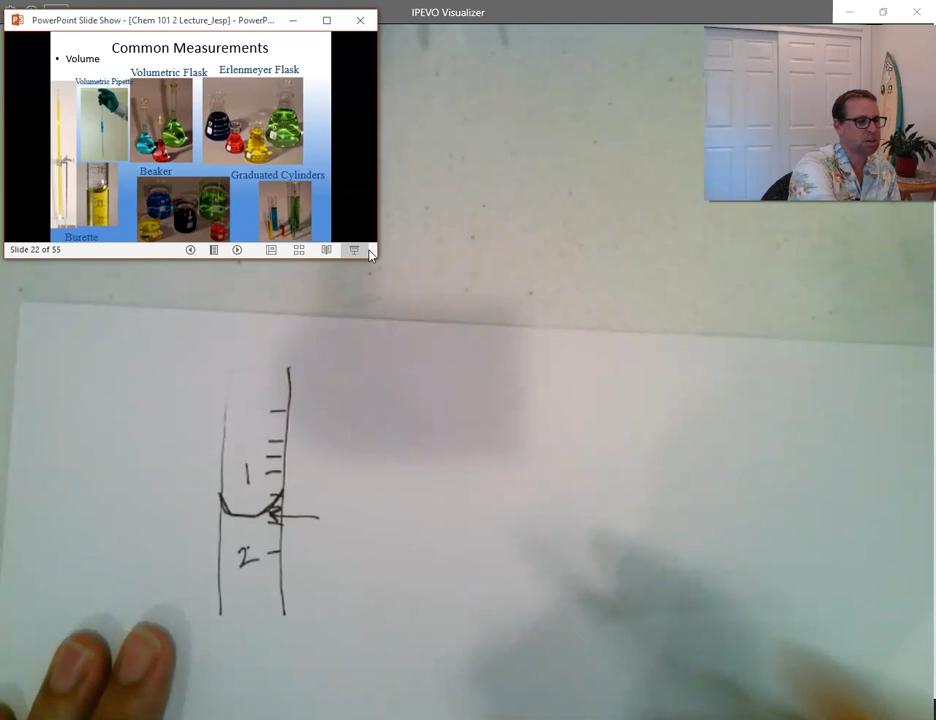 IPEVO Visualizer
PowerPoint Slide Show - [Chem 101 2 Lecture_Jesp] - PowerP...
Common Measurements
• Volume
Volumetric Pipette
Volumetric Flask
Erlenmeyer Flask
Beaker
Graduated Cylinders
Burette
Slide 22 of 55
1
2